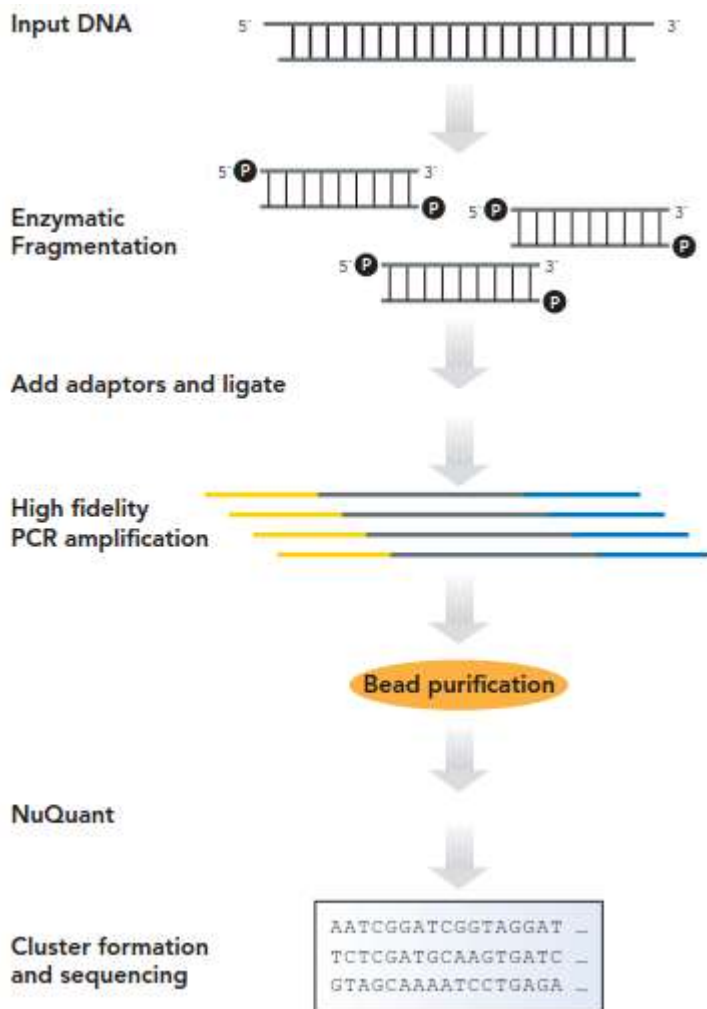 Input DNA
5´ 3´
5´ P 3´
P
5´ P 3´
P
Enzymatic
Fragmentation
5´ P 3´
P
Add adaptors and ligate
High fidelity
PCR amplification
Bead purification
NuQuant
AATCGGATCGGTAGGAT …
TCTCGATGCAAGTGATC …
GTAGCAAAATCCTGAGA …
Cluster formation
and sequencing